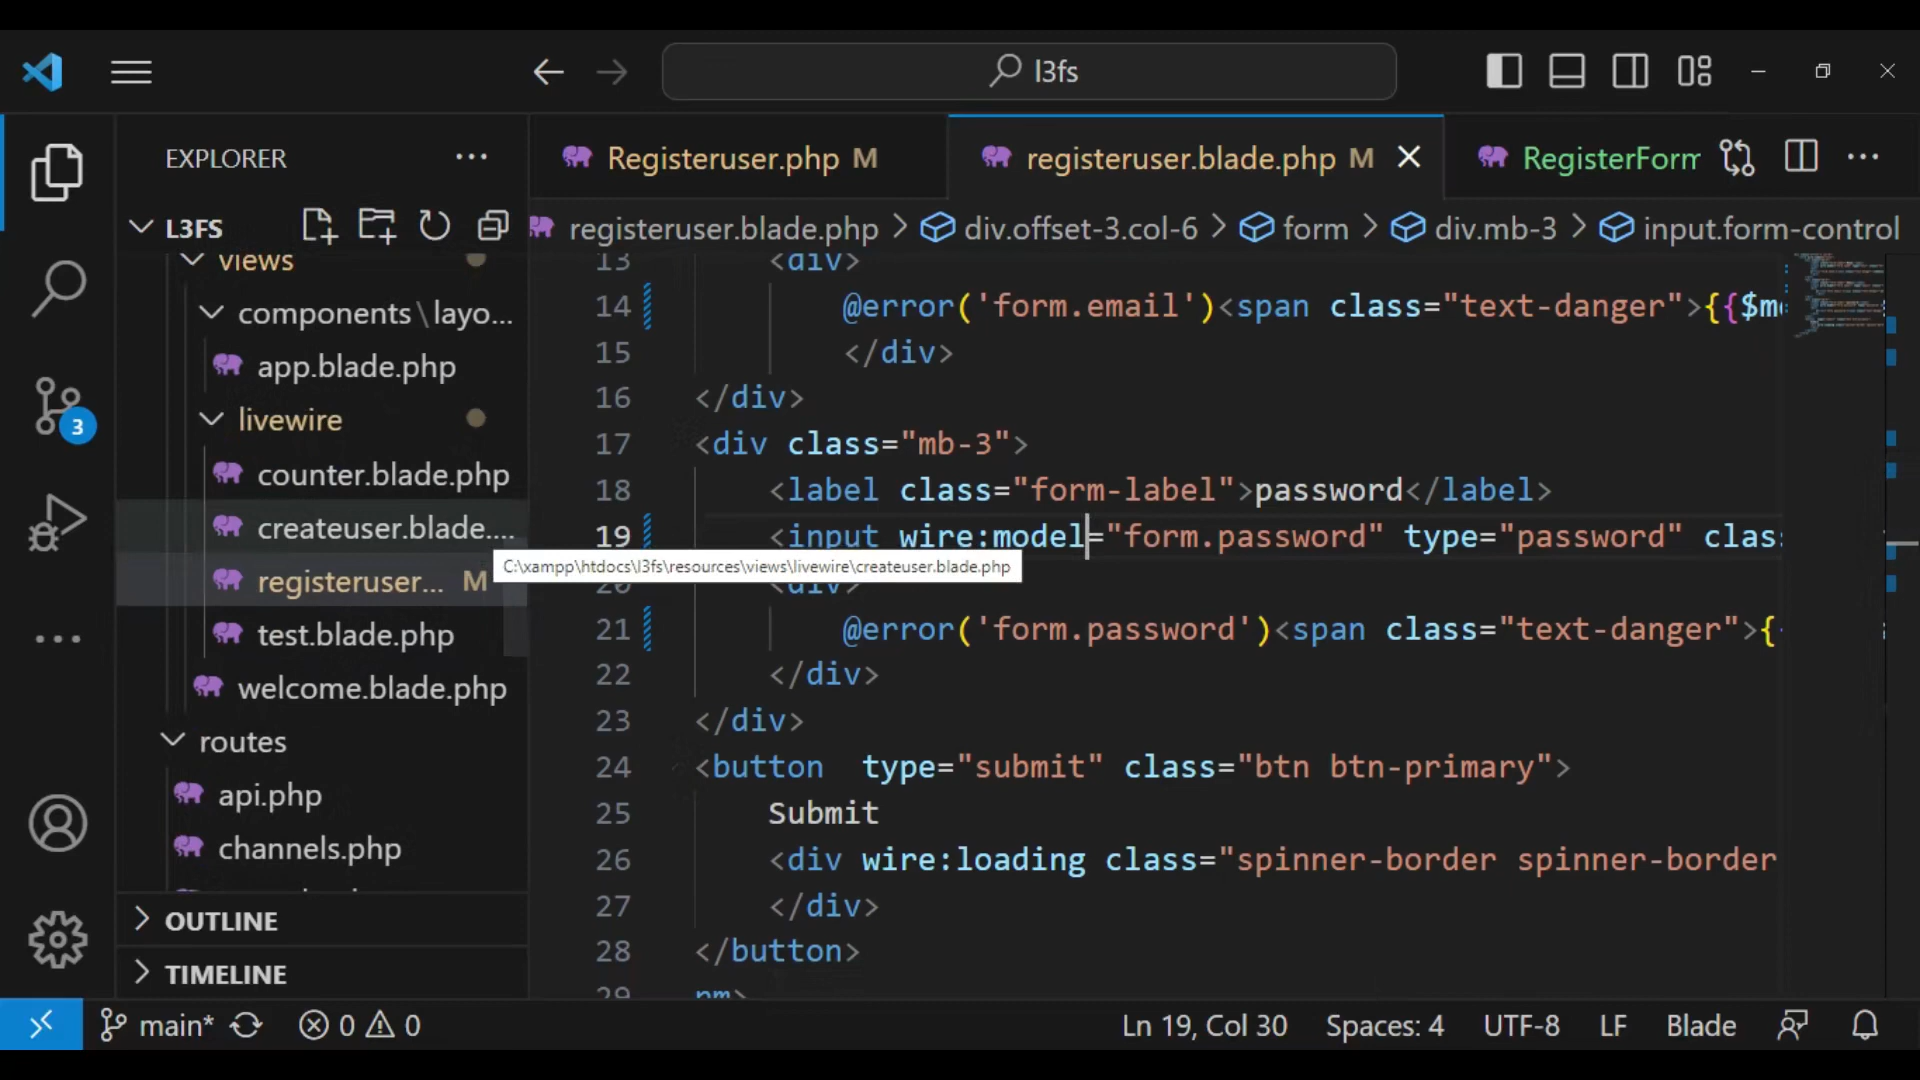 l3fs
EXPLORER
Registeruser.php M
registeruser.blade.php M
RegisterForm
L3FS
registeruser.blade.php > div.offset-3.col-6 > form > div.mb-3 > input.form-control
views
components\layo...
app.blade.php
livewire
counter.blade.php
createuser.blade....
registeruser... M
test.blade.php
welcome.blade.php
routes
api.php
channels.php
OUTLINE
TIMELINE
3
13 <div>
14 @error('form.email')<span class="text-danger">{{$me
15 </div>
16 </div>
17 <div class="mb-3">
18 <label class="form-label">password</label>
19 <input wire:model="form.password" type="password" clas
C:\xampp\htdocs\l3fs\resources\views\livewire\createuser.blade.php
20 <div>
21 @error('form.password')<span class="text-danger">{
22 </div>
23 </div>
24 <button  type="submit" class="btn btn-primary">
25 Submit
26 <div wire:loading class="spinner-border spinner-border
27 </div>
28 </button>
29
main* 0 0
Ln 19, Col 30 Spaces: 4 UTF-8 LF Blade